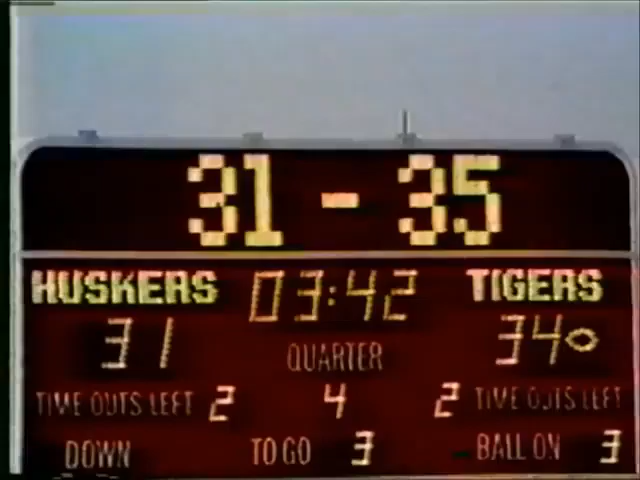 31 - 35
HUSKERS 03:42 TIGERS
31 QUARTER 34
TIME OUTS LEFT 2 4 2 TIME OUTS LEFT
DOWN TO GO 3 BALL ON 3